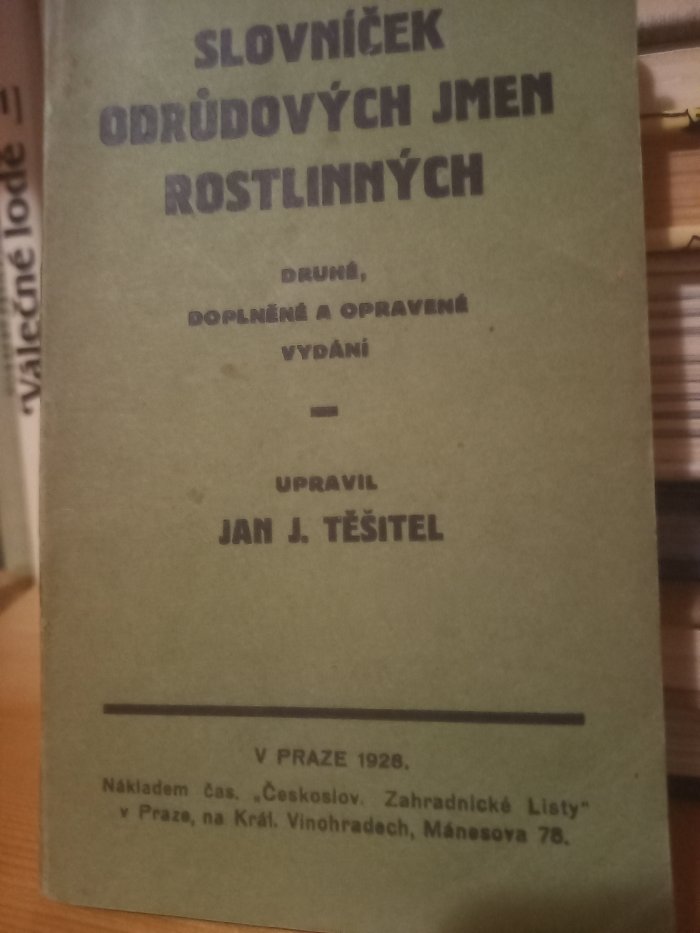 SLOVNÍČEK
ODRŮDOVÝCH JMEN
ROSTLINNÝCH
DRUHÉ,
DOPLNĚNÉ A OPRAVENÉ
VYDÁNÍ
UPRAVIL
JAN J. TĚŠITEL
V PRAZE 1926.
Nákladem čas. „Českoslov. Zahradnické Listy“
v Praze, na Král. Vinohradech, Mánesova 78.
Válečné lodě